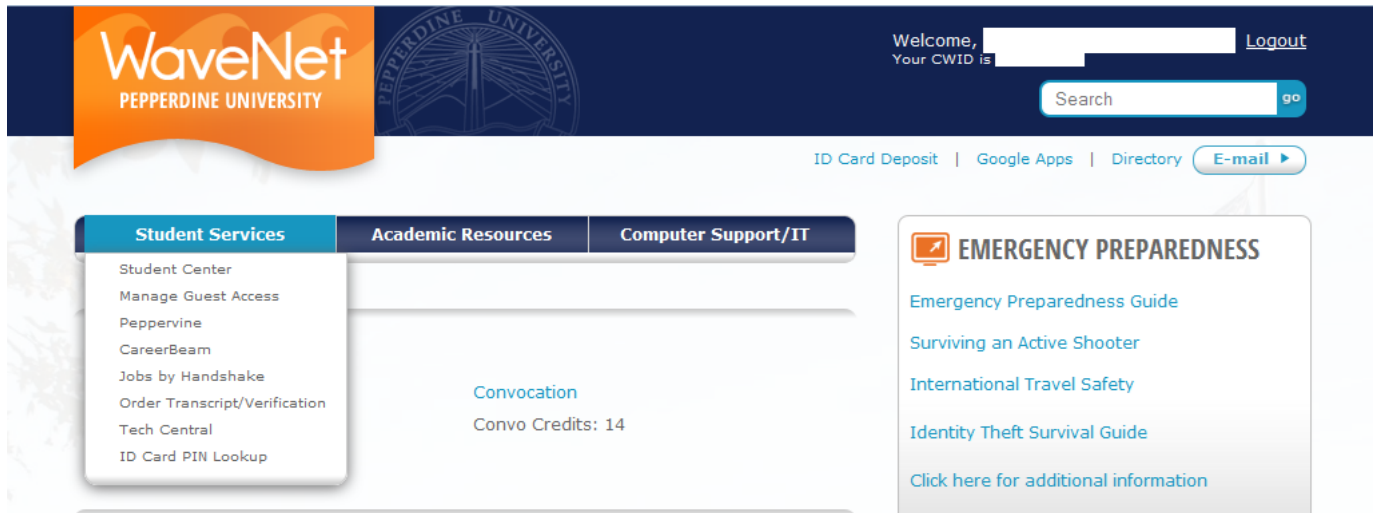 WaveNet
PEPPERDINE UNIVERSITY
PEPPERDINE UNIVERSITY
Welcome,
Logout
Your CWID is
Search
go
ID Card Deposit | Google Apps | Directory E-mail
Student Services Academic Resources Computer Support/IT
Student Center
Manage Guest Access
Peppervine
CareerBeam
Jobs by Handshake
Order Transcript/Verification
Tech Central
ID Card PIN Lookup
Convocation
Convo Credits: 14
EMERGENCY PREPAREDNESS
Emergency Preparedness Guide
Surviving an Active Shooter
International Travel Safety
Identity Theft Survival Guide
Click here for additional information